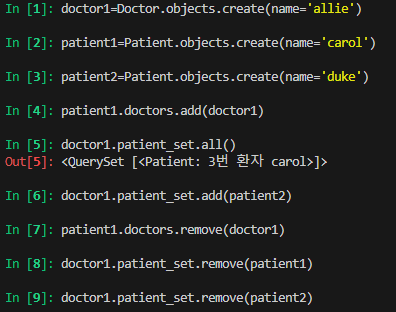 In [1]: doctor1=Doctor.objects.create(name='allie')
In [2]: patient1=Patient.objects.create(name='carol')
In [3]: patient2=Patient.objects.create(name='duke')
In [4]: patient1.doctors.add(doctor1)
In [5]: doctor1.patient_set.all()
Out[5]: <QuerySet [<Patient: 3번 환자 carol>]>
In [6]: doctor1.patient_set.add(patient2)
In [7]: patient1.doctors.remove(doctor1)
In [8]: doctor1.patient_set.remove(patient1)
In [9]: doctor1.patient_set.remove(patient2)